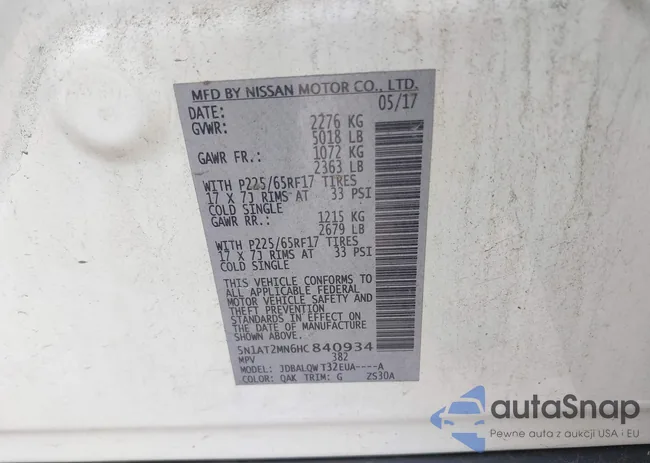 MFD BY NISSAN MOTOR CO., LTD.
DATE: 05/17
GVWR: 2276 KG
5018 LB
GAWR FR.: 1072 KG
2363 LB
WITH P225/65RF17 TIRES
17 X 7J RIMS AT 33 PSI
COLD SINGLE
GAWR RR.: 1215 KG
2679 LB
WITH P225/65RF17 TIRES
17 X 7J RIMS AT 33 PSI
COLD SINGLE
THIS VEHICLE CONFORMS TO
ALL APPLICABLE FEDERAL
MOTOR VEHICLE SAFETY AND
THEFT PREVENTION
STANDARDS IN EFFECT ON
THE DATE OF MANUFACTURE
SHOWN ABOVE.
5N1AT2MN6HC840934
MPV 382
MODEL: JDBALQWT32EUA----A
COLOR: QAK TRIM: G ZS30A
autoSnap
Pewne auta z aukcji USA i EU